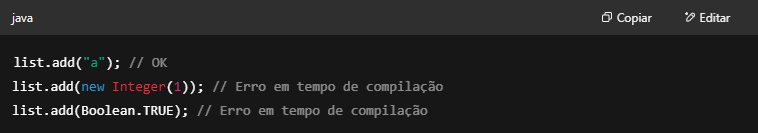 java Copiar Editar
list.add("a"); // OK
list.add(new Integer(1)); // Erro em tempo de compilação
list.add(Boolean.TRUE); // Erro em tempo de compilação